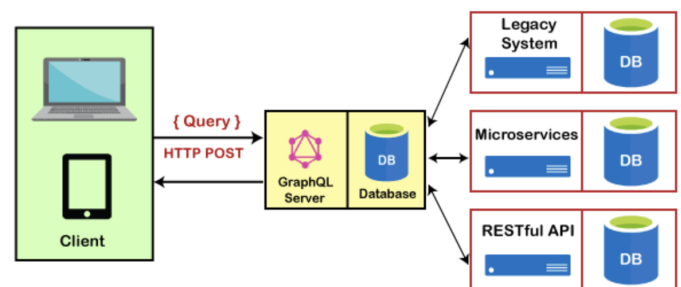 Client
{ Query }
HTTP POST
GraphQL
Server
DB
Database
Legacy
System
DB
Microservices
DB
RESTful API
DB